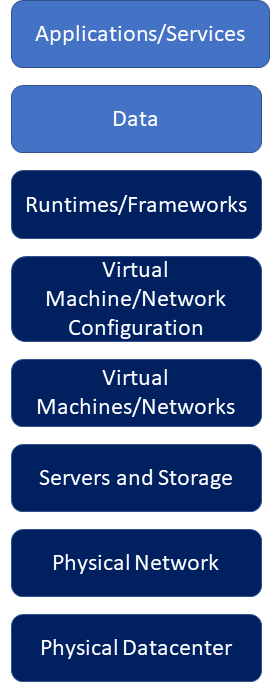 Applications/Services
Data
Runtimes/Frameworks
Virtual
Machine/Network
Configuration
Virtual
Machines/Networks
Servers and Storage
Physical Network
Physical Datacenter